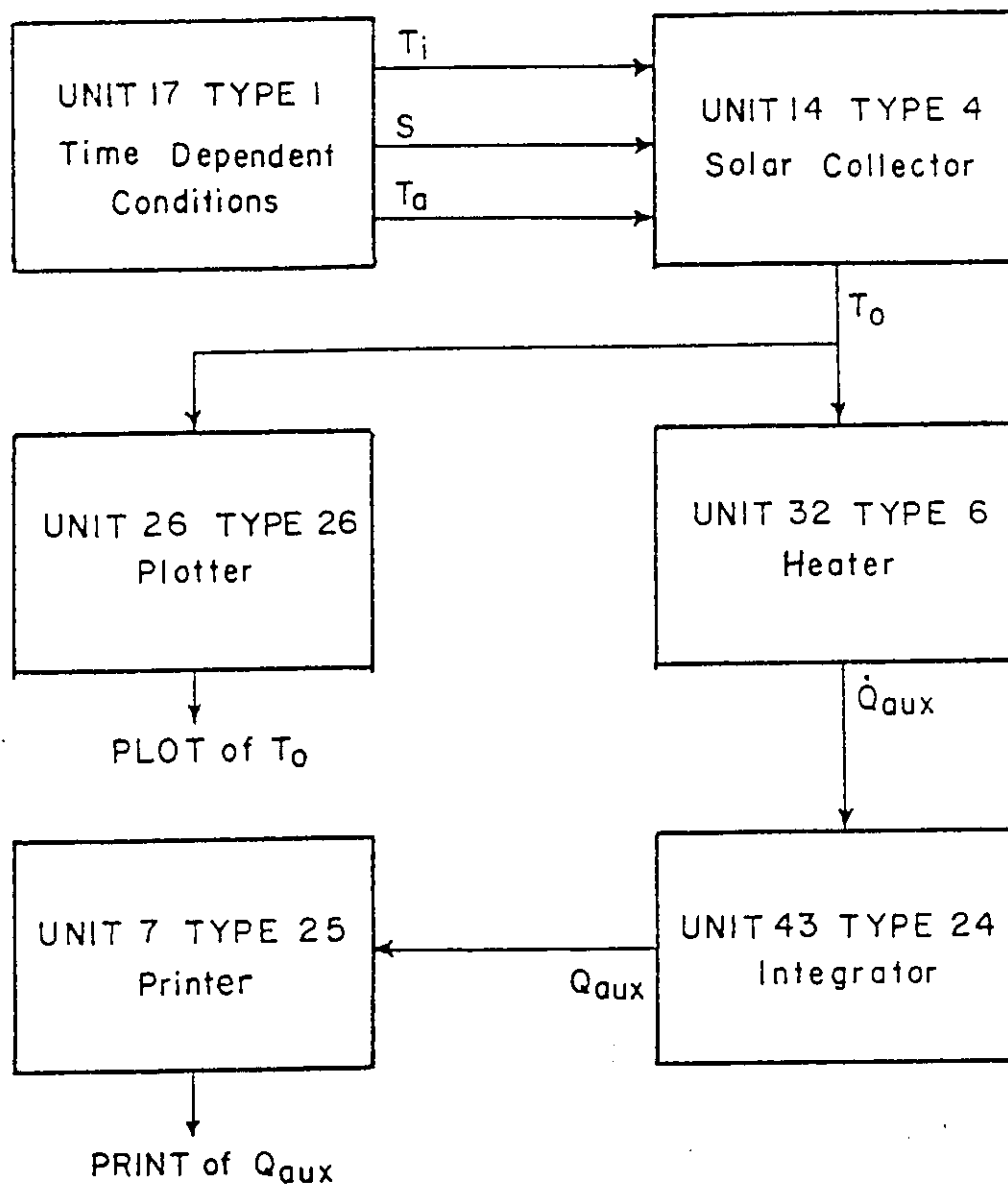 UNIT 17 TYPE 1
Time Dependent
Conditions
Ti
S
Ta
UNIT 14 TYPE 4
Solar Collector
To
UNIT 26 TYPE 26
Plotter
PLOT of To
UNIT 32 TYPE 6
Heater
Q̇aux
UNIT 43 TYPE 24
Integrator
Qaux
UNIT 7 TYPE 25
Printer
PRINT of Qaux